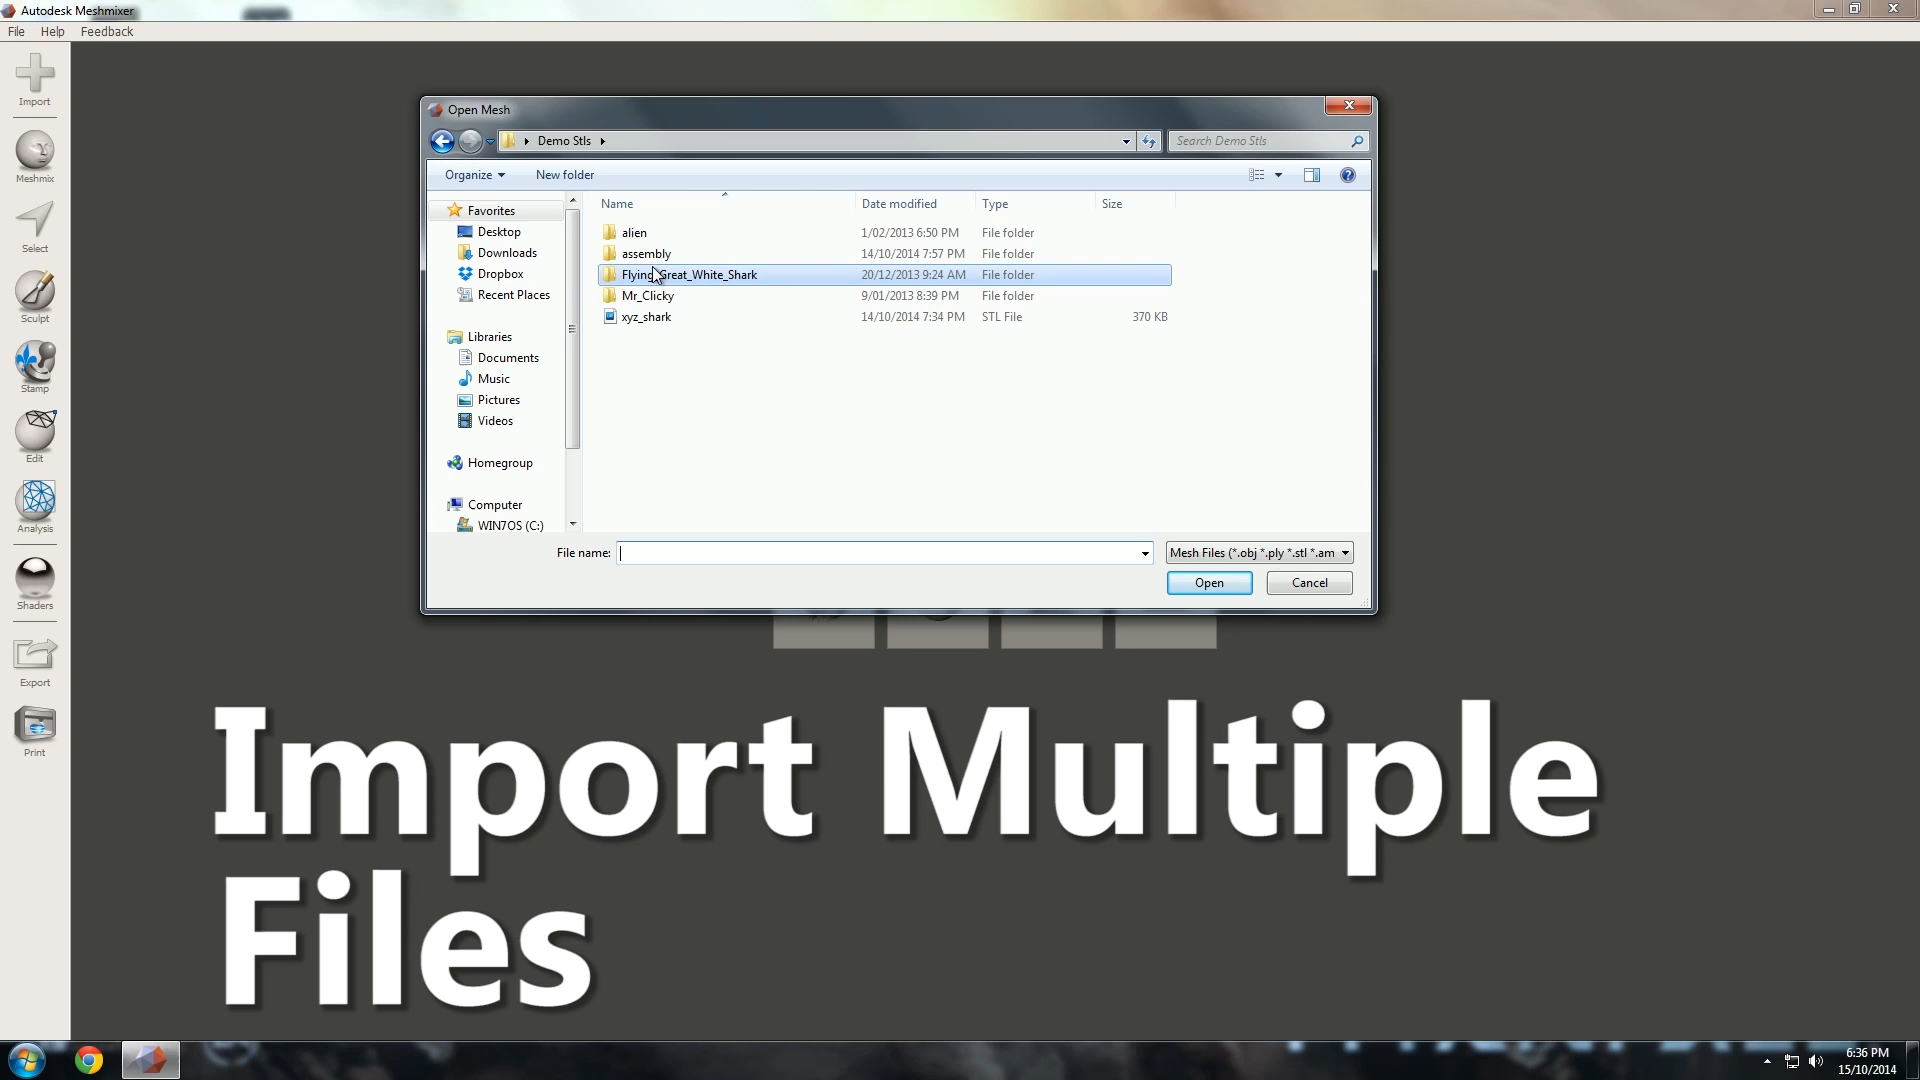 Autodesk Meshmixer
File Help Feedback
Import
Meshmix
Select
Sculpt
Stamp
Edit
Analysis
Shaders
Export
Print
Open Mesh
Demo Stls
Search Demo Stls
Organize New folder
Favorites
Desktop
Downloads
Dropbox
Recent Places
Libraries
Documents
Music
Pictures
Videos
Homegroup
Computer
WIN7OS (C:)
Name Date modified Type Size
alien 1/02/2013 6:50 PM File folder
assembly 14/10/2014 7:57 PM File folder
Flying_Great_White_Shark 20/12/2013 9:24 AM File folder
Mr_Clicky 9/01/2013 8:39 PM File folder
xyz_shark 14/10/2014 7:34 PM STL File 370 KB
File name: Mesh Files (*.obj *.ply *.stl *.am
Open Cancel
Import Multiple
Files
6:36 PM
15/10/2014